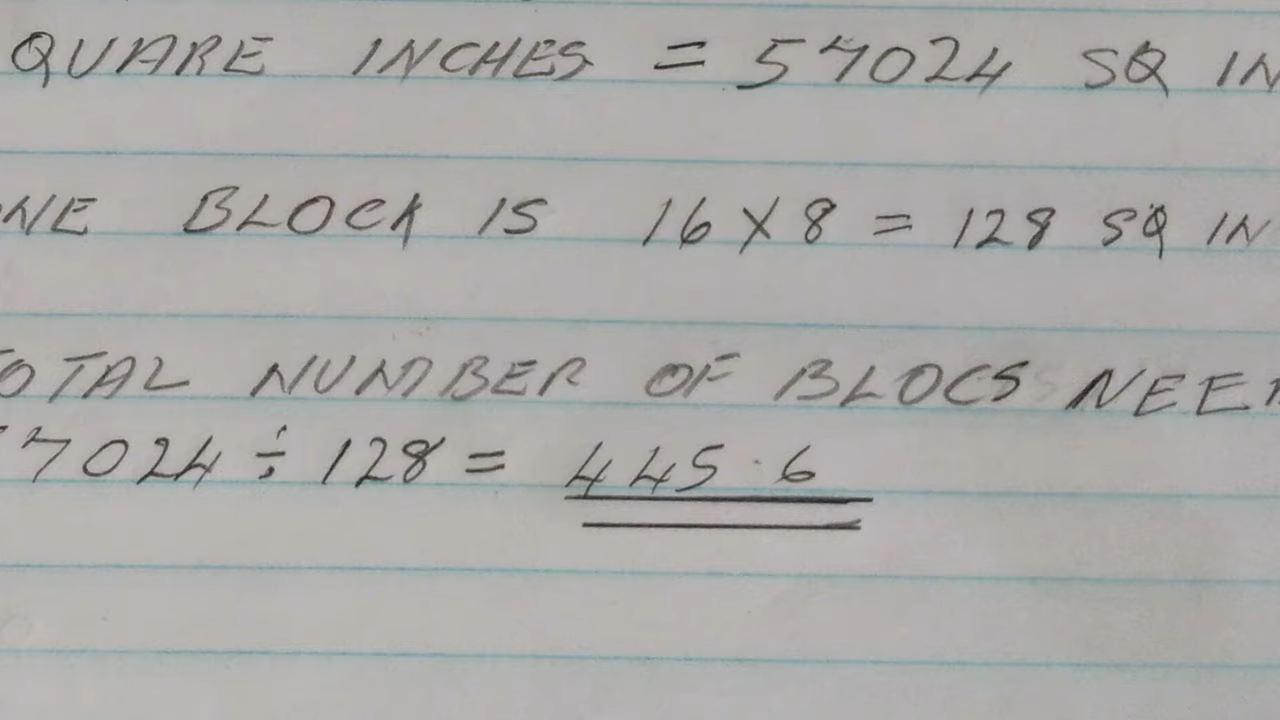 QUARE INCHES = 57024 SQ IN
NE BLOCK IS 16 X 8 = 128 SQ IN
OTAL NUMBER OF BLOCS NEE
7024 ÷ 128 = 445.6